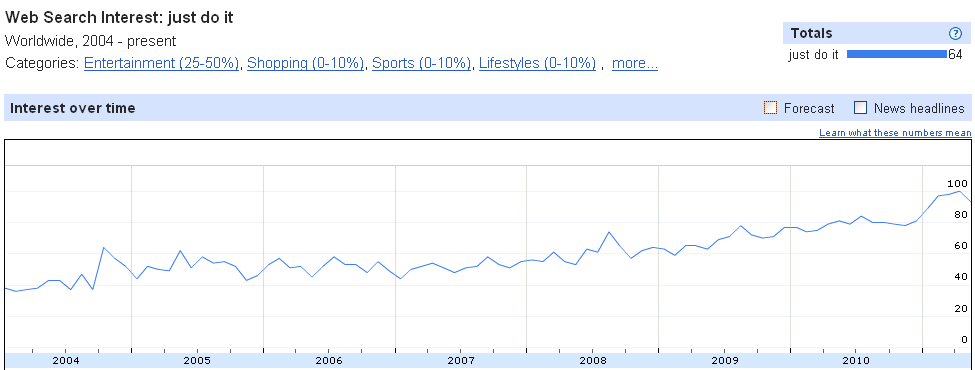 Web Search Interest: just do it
Worldwide, 2004 - present
Categories: Entertainment (25-50%), Shopping (0-10%), Sports (0-10%), Lifestyles (0-10%) , more...
Totals ?
just do it 64
Interest over time
Forecast News headlines
Learn what these numbers mean
100
80
60
40
20
0
2004 2005 2006 2007 2008 2009 2010